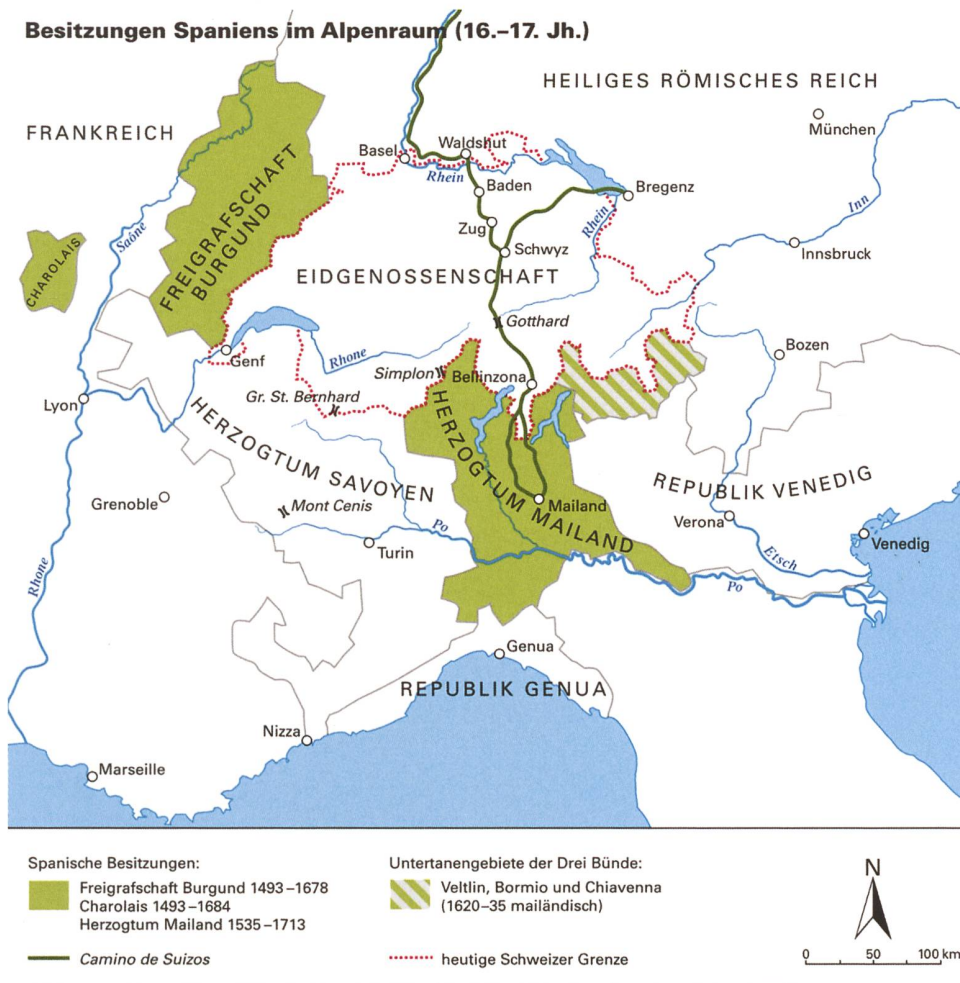 Besitzungen Spaniens im Alpenraum (16.–17. Jh.)
HEILIGES RÖMISCHES REICH
München
FRANKREICH
Basel
Waldshut
Rhein
Baden
Bregenz
Inn
Zug
Rhein
Saône
FREIGRAFSCHAFT
BURGUND
CHAROLAIS
Schwyz
Innsbruck
EIDGENOSSENSCHAFT
Gotthard
Bozen
Genf
Rhone
Simplon
Bellinzona
Gr. St. Bernhard
Lyon
HERZOGTUM SAVOYEN
HERZOGTUM MAILAND
REPUBLIK VENEDIG
Grenoble
Mont Cenis
Mailand
Verona
Venedig
Po
Turin
Etsch
Po
Rhone
Genua
REPUBLIK GENUA
Nizza
Marseille
Spanische Besitzungen:
Freigrafschaft Burgund 1493–1678
Charolais 1493–1684
Herzogtum Mailand 1535–1713
Camino de Suizos
Untertanengebiete der Drei Bünde:
Veltlin, Bormio und Chiavenna
(1620–35 mailändisch)
heutige Schweizer Grenze
N
0 50 100 km